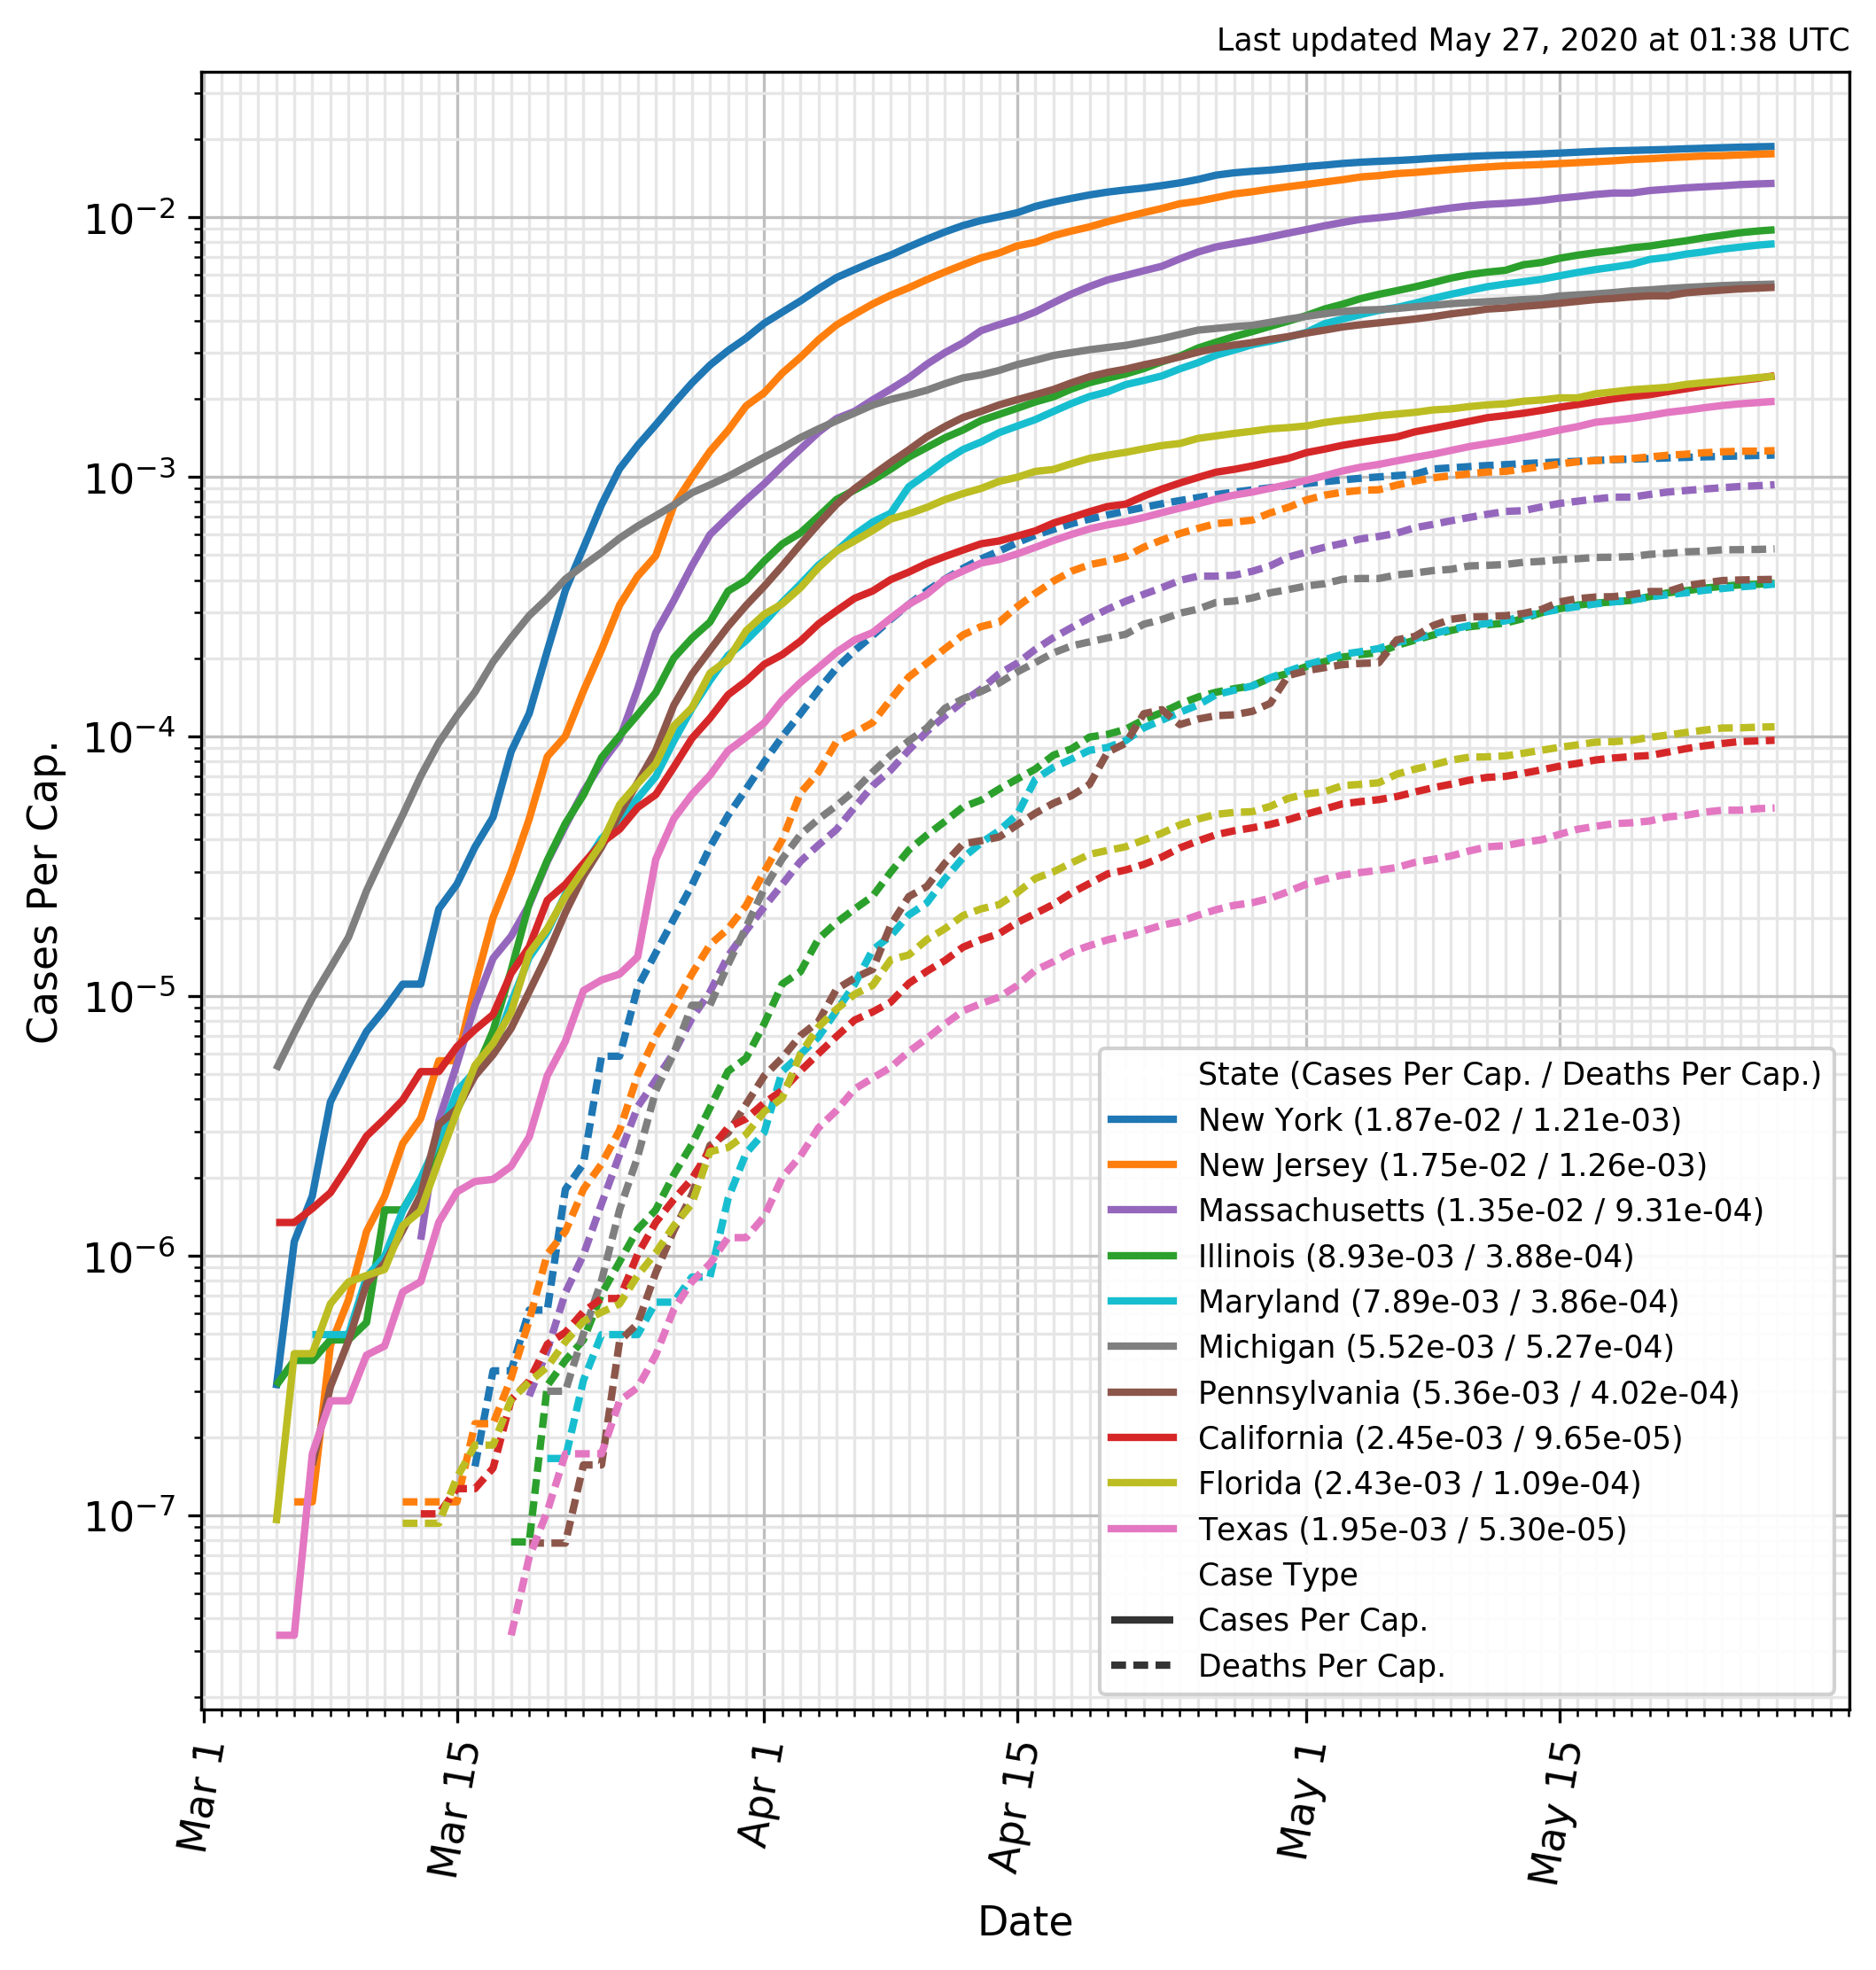 Last updated May 27, 2020 at 01:38 UTC
Cases Per Cap.
10⁻²
10⁻³
10⁻⁴
10⁻⁵
10⁻⁶
10⁻⁷
State (Cases Per Cap. / Deaths Per Cap.)
New York (1.87e-02 / 1.21e-03)
New Jersey (1.75e-02 / 1.26e-03)
Massachusetts (1.35e-02 / 9.31e-04)
Illinois (8.93e-03 / 3.88e-04)
Maryland (7.89e-03 / 3.86e-04)
Michigan (5.52e-03 / 5.27e-04)
Pennsylvania (5.36e-03 / 4.02e-04)
California (2.45e-03 / 9.65e-05)
Florida (2.43e-03 / 1.09e-04)
Texas (1.95e-03 / 5.30e-05)
Case Type
Cases Per Cap.
Deaths Per Cap.
Mar 1
Mar 15
Apr 1
Apr 15
May 1
May 15
Date